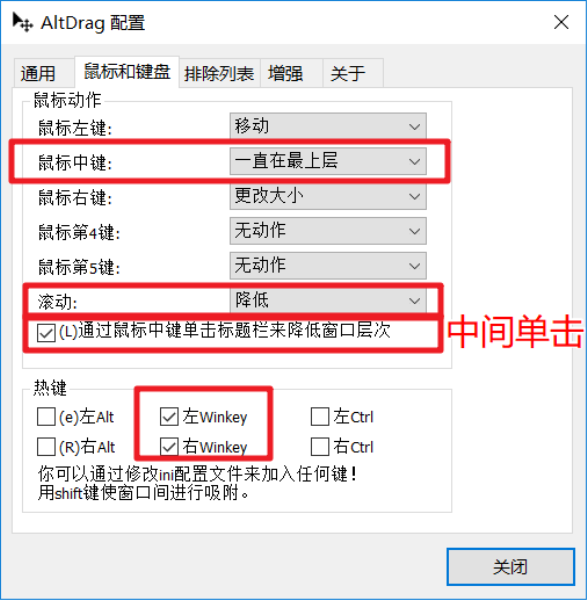 AltDrag 配置
通用 鼠标和键盘 排除列表 增强 关于
鼠标动作
鼠标左键: 移动
鼠标中键: 一直在最上层
鼠标右键: 更改大小
鼠标第4键: 无动作
鼠标第5键: 无动作
滚动: 降低
(L)通过鼠标中键单击标题栏来降低窗口层次 中间单击
热键
(e)左Alt 左Winkey 左Ctrl
(R)右Alt 右Winkey 右Ctrl
你可以通过修改ini配置文件来加入任何键!
用shift键使窗口间进行吸附。
关闭